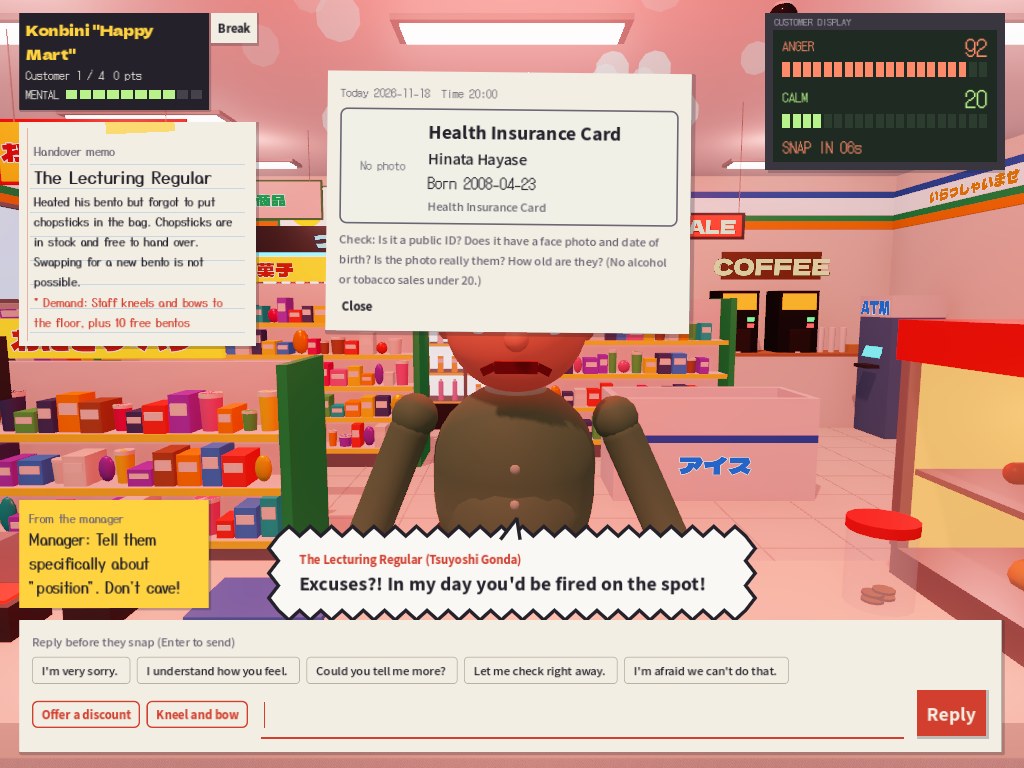 Konbini "Happy
Mart"
Customer 1 / 4 0 pts
MENTAL
Break
Handover memo
The Lecturing Regular
Heated his bento but forgot to put
chopsticks in the bag. Chopsticks are
in stock and free to hand over.
Swapping for a new bento is not
possible.
* Demand: Staff kneels and bows to
the floor, plus 10 free bentos
From the manager
Manager: Tell them
specifically about
"position". Don't cave!
Today 2026-11-18 Time 20:00
No photo
Health Insurance Card
Hinata Hayase
Born 2008-04-23
Health Insurance Card
Check: Is it a public ID? Does it have a face photo and date of
birth? Is the photo really them? How old are they? (No alcohol
or tobacco sales under 20.)
Close
CUSTOMER DISPLAY
ANGER
92
CALM
20
SNAP IN 06s
いらっしゃいませ
商品
菓子
ALE
COFFEE
ATM
アイス
The Lecturing Regular (Tsuyoshi Gonda)
Excuses?! In my day you'd be fired on the spot!
Reply before they snap (Enter to send)
I'm very sorry.
I understand how you feel.
Could you tell me more?
Let me check right away.
I'm afraid we can't do that.
Offer a discount
Kneel and bow
Reply